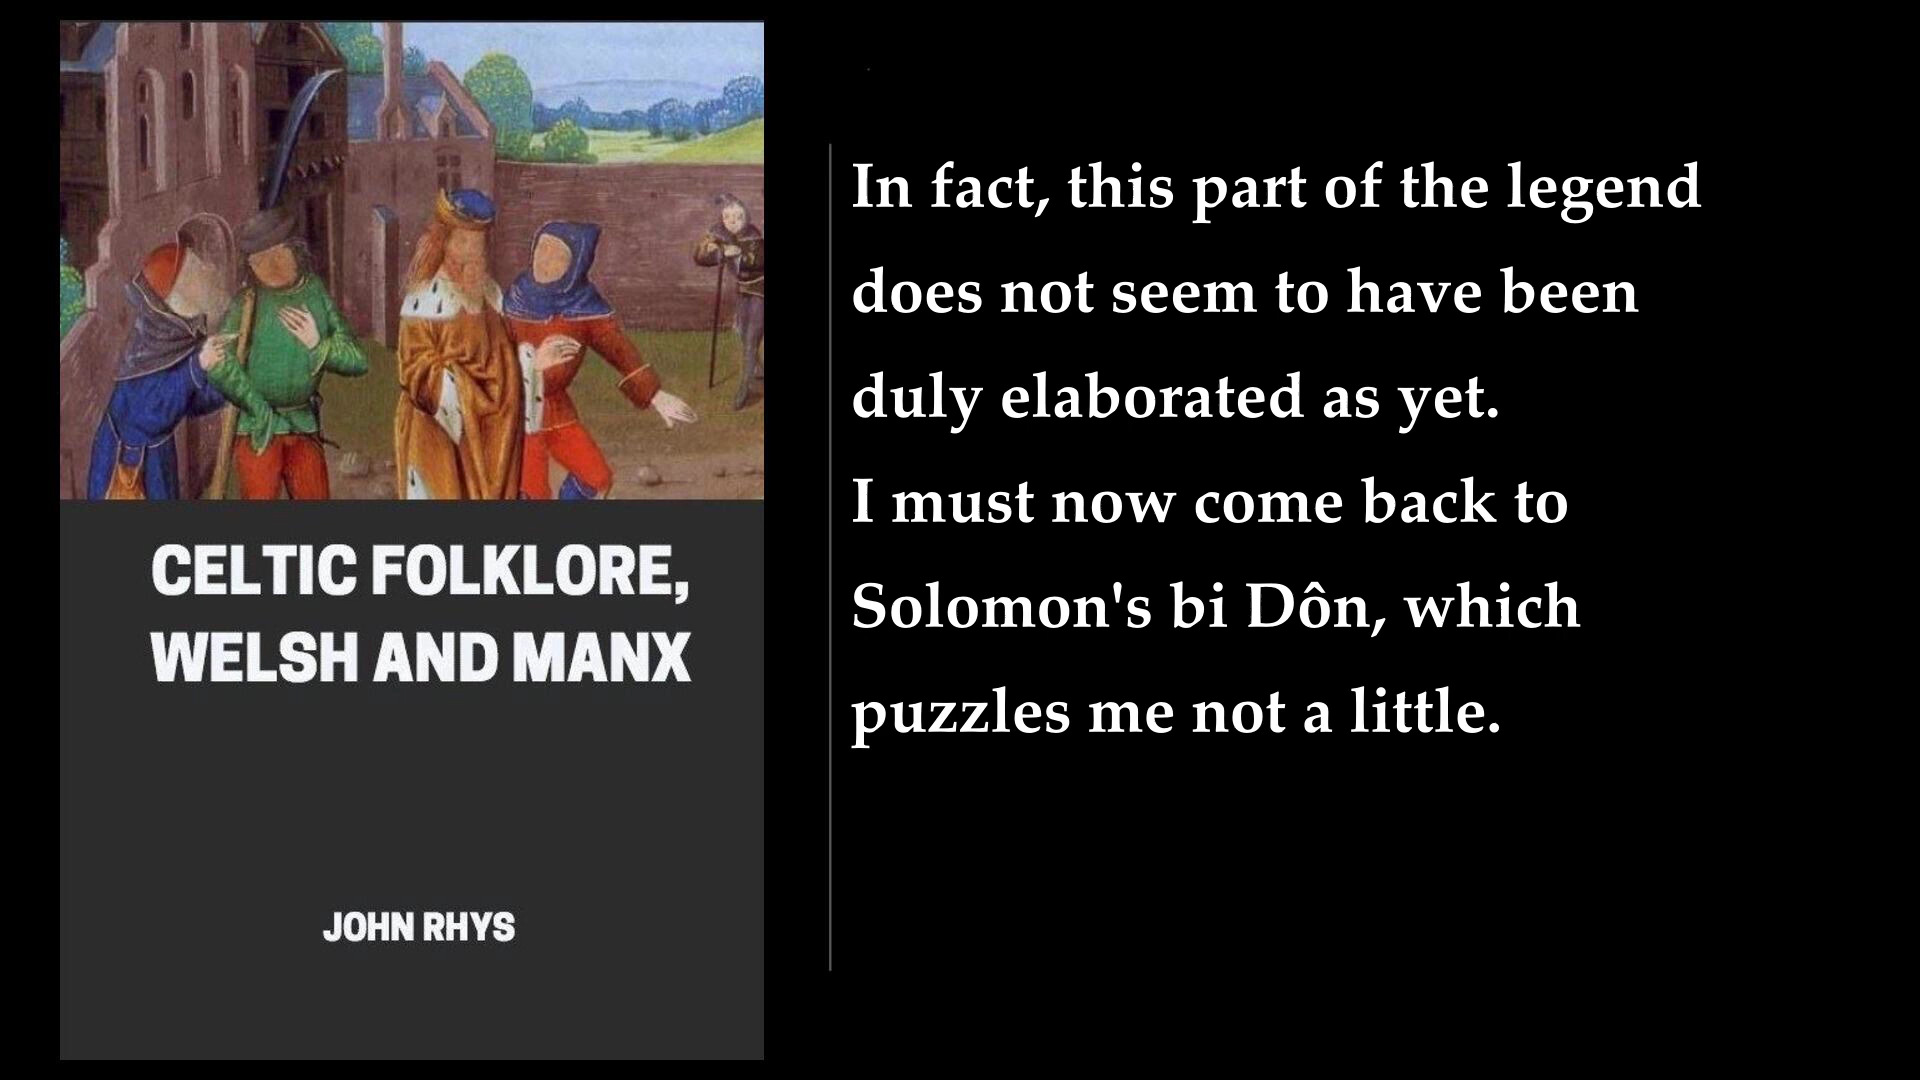 CELTIC FOLKLORE,
WELSH AND MANX
JOHN RHYS
In fact, this part of the legend
does not seem to have been
duly elaborated as yet.
I must now come back to
Solomon's bi Dôn, which
puzzles me not a little.